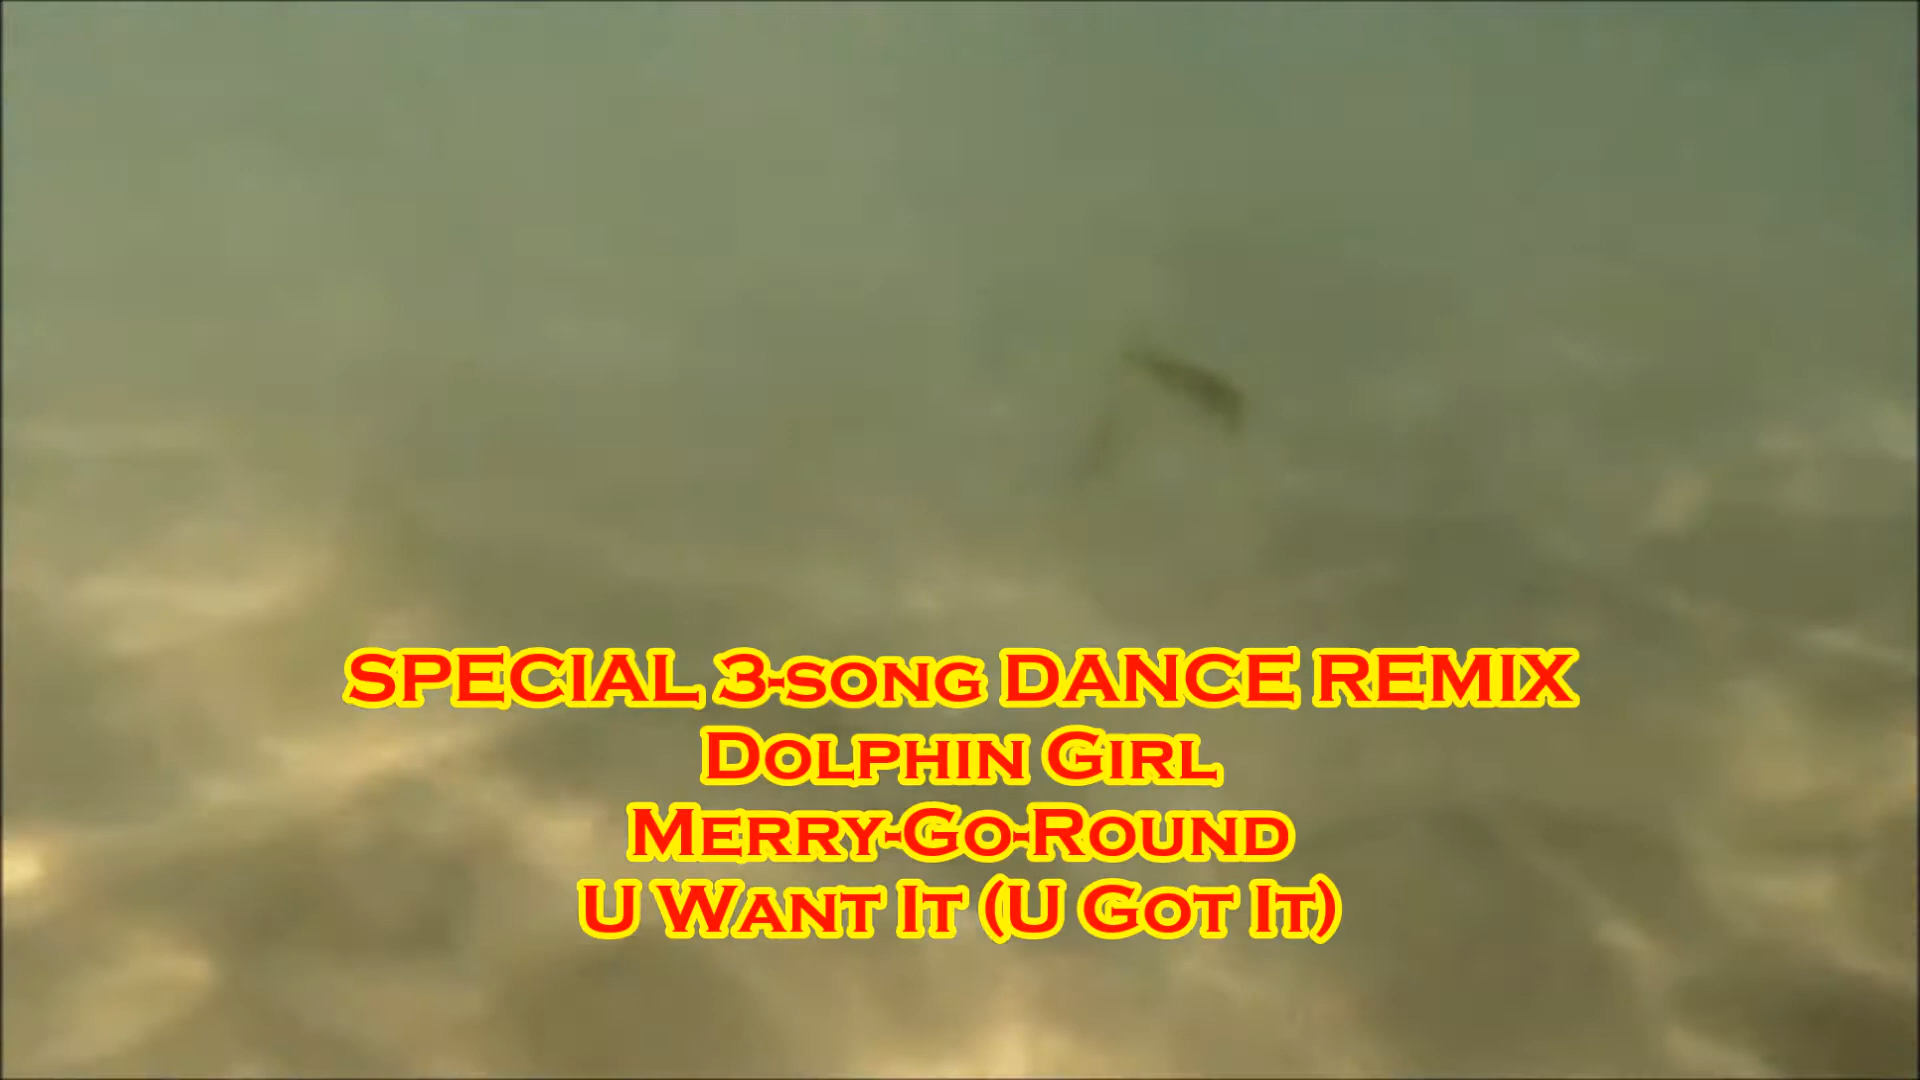 SPECIAL 3-song DANCE REMIX
Dolphin Girl
Merry-Go-Round
U Want It (U Got It)